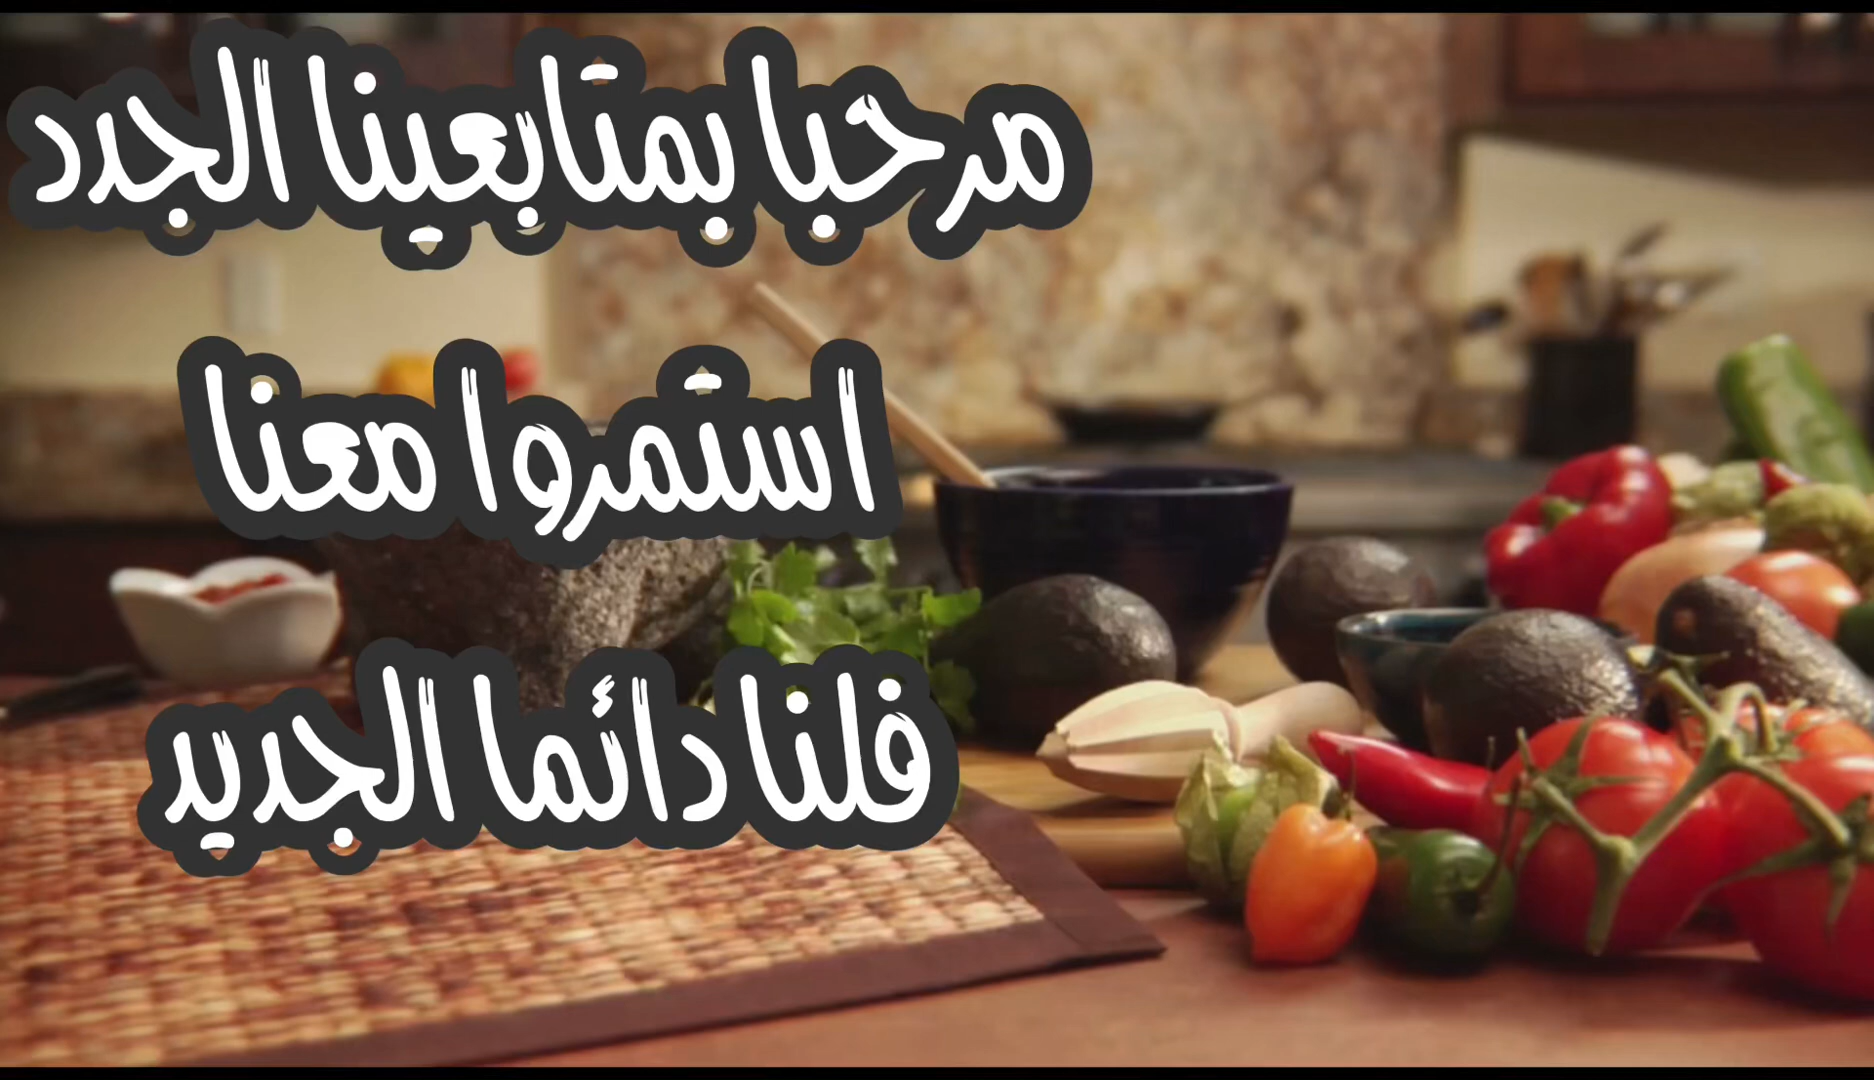 مرحبا بمتابعينا الجدد
استمروا معنا
فلنا دائما الجديد